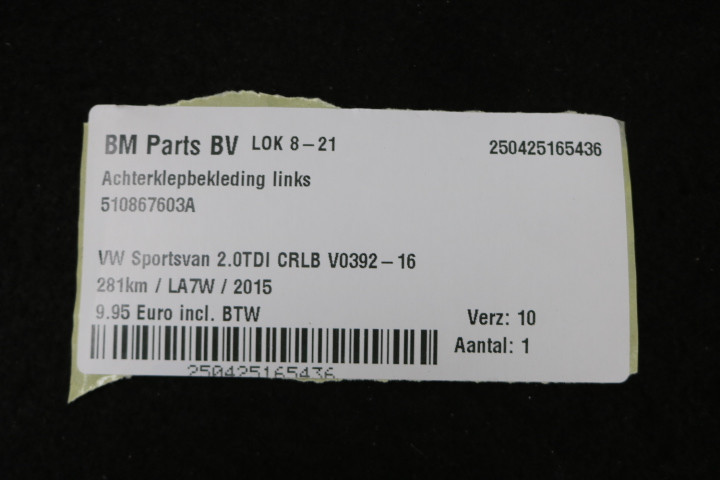 BM Parts BV LOK 8-21 250425165436
Achterklepbekleding links
510867603A
VW Sportsvan 2.0TDI CRLB V0392-16
281km / LA7W / 2015
9.95 Euro incl. BTW
Verz: 10
Aantal: 1
250425165436